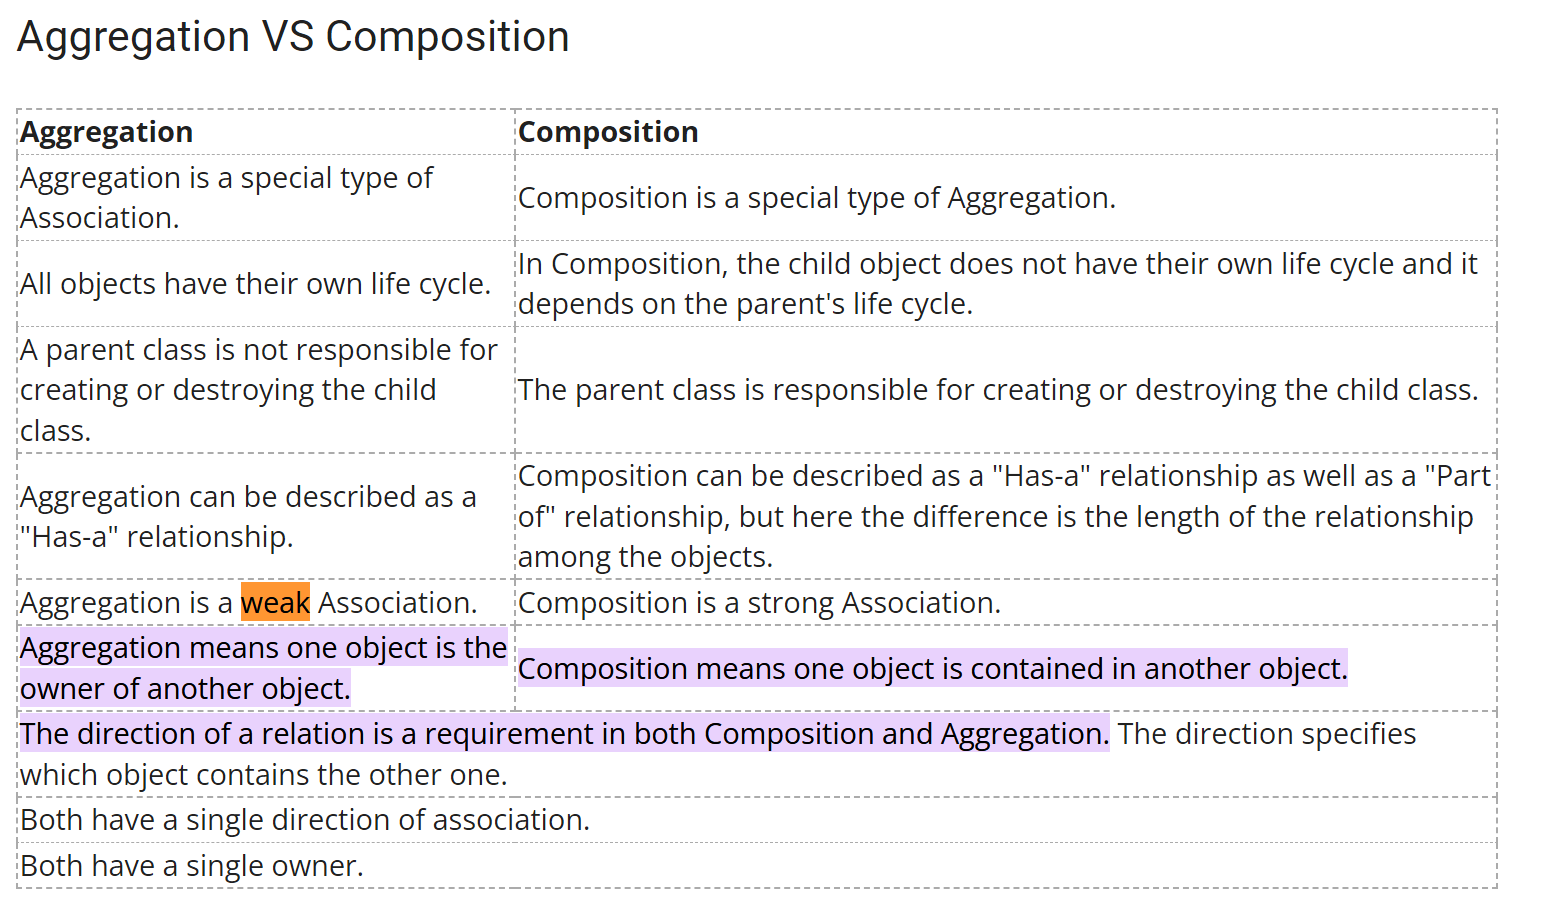 Aggregation VS Composition
Aggregation
Composition
Aggregation is a special type of
Association.
Composition is a special type of Aggregation.
All objects have their own life cycle.
In Composition, the child object does not have their own life cycle and it
depends on the parent's life cycle.
A parent class is not responsible for
creating or destroying the child
class.
The parent class is responsible for creating or destroying the child class.
Aggregation can be described as a
"Has-a" relationship.
Composition can be described as a "Has-a" relationship as well as a "Part
of" relationship, but here the difference is the length of the relationship
among the objects.
Aggregation is a weak Association.
Composition is a strong Association.
Aggregation means one object is the
owner of another object.
Composition means one object is contained in another object.
The direction of a relation is a requirement in both Composition and Aggregation. The direction specifies
which object contains the other one.
Both have a single direction of association.
Both have a single owner.